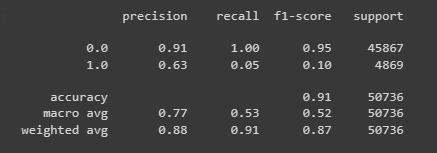 precision recall f1-score support
0.0 0.91 1.00 0.95 45867
1.0 0.63 0.05 0.10 4869
accuracy 0.91 50736
macro avg 0.77 0.53 0.52 50736
weighted avg 0.88 0.91 0.87 50736